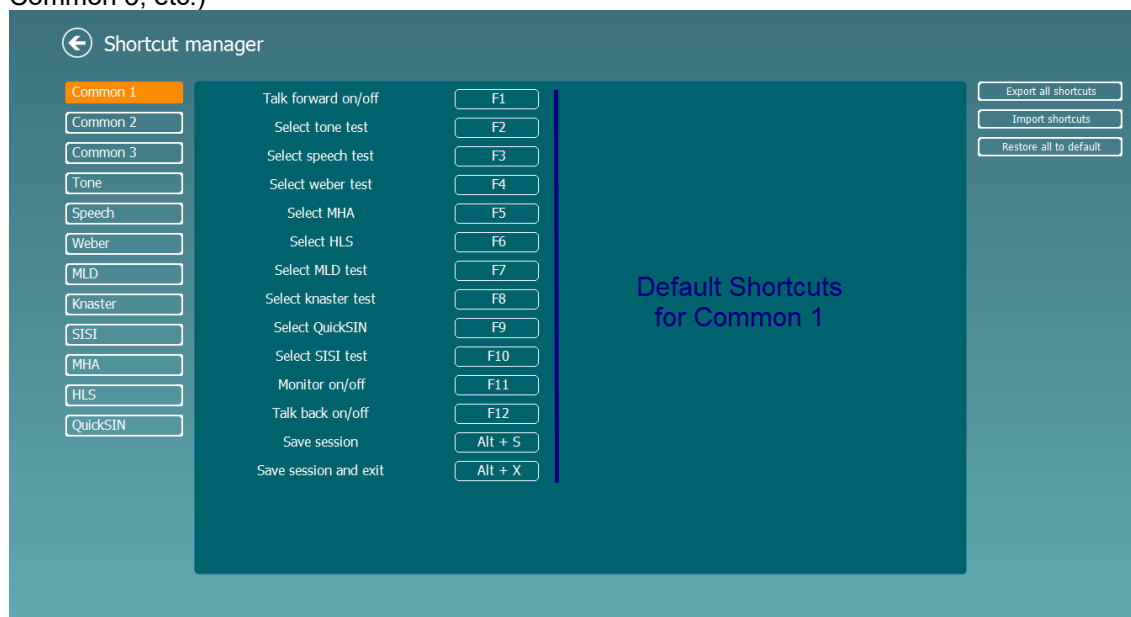 Common 3, etc.)
Shortcut manager
Common 1
Common 2
Common 3
Tone
Speech
Weber
MLD
Knaster
SISI
MHA
HLS
QuickSIN
Talk forward on/off F1
Select tone test F2
Select speech test F3
Select weber test F4
Select MHA F5
Select HLS F6
Select MLD test F7
Select knaster test F8
Select QuickSIN F9
Select SISI test F10
Monitor on/off F11
Talk back on/off F12
Save session Alt + S
Save session and exit Alt + X
Default Shortcuts
for Common 1
Export all shortcuts
Import shortcuts
Restore all to default